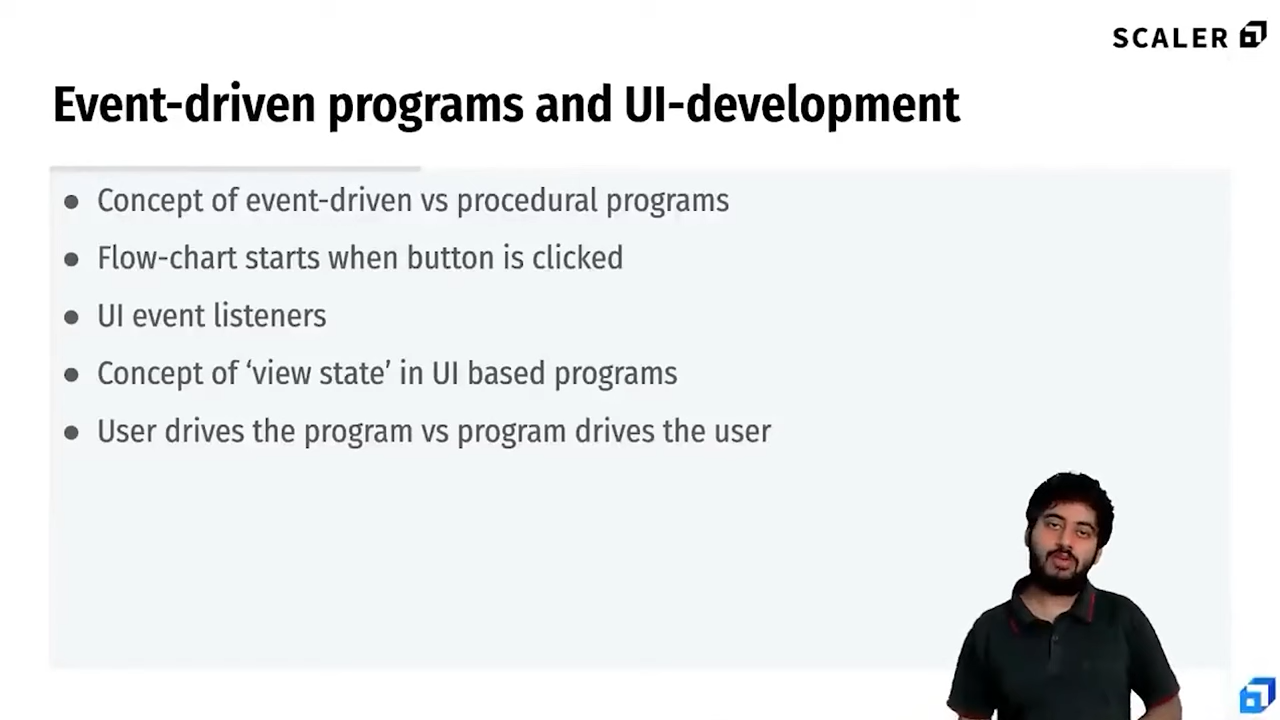 SCALER
Event-driven programs and UI-development
● Concept of event-driven vs procedural programs
● Flow-chart starts when button is clicked
● UI event listeners
● Concept of ‘view state’ in UI based programs
● User drives the program vs program drives the user